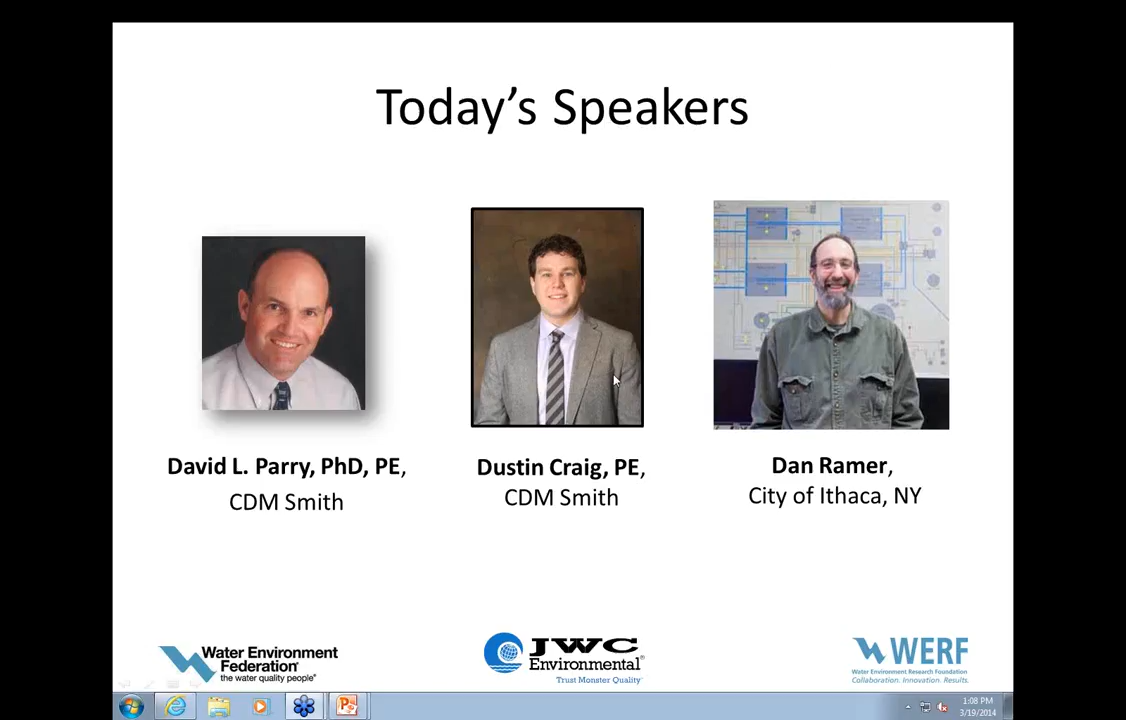 Today's Speakers
David L. Parry, PhD, PE,
CDM Smith
Dustin Craig, PE,
CDM Smith
Dan Ramer,
City of Ithaca, NY
Water Environment
Federation®
the water quality people®
JWC
Environmental®
Trust Monster Quality
WERF
Water Environment Research Foundation
Collaboration. Innovation. Results.
1:08 PM
3/19/2014